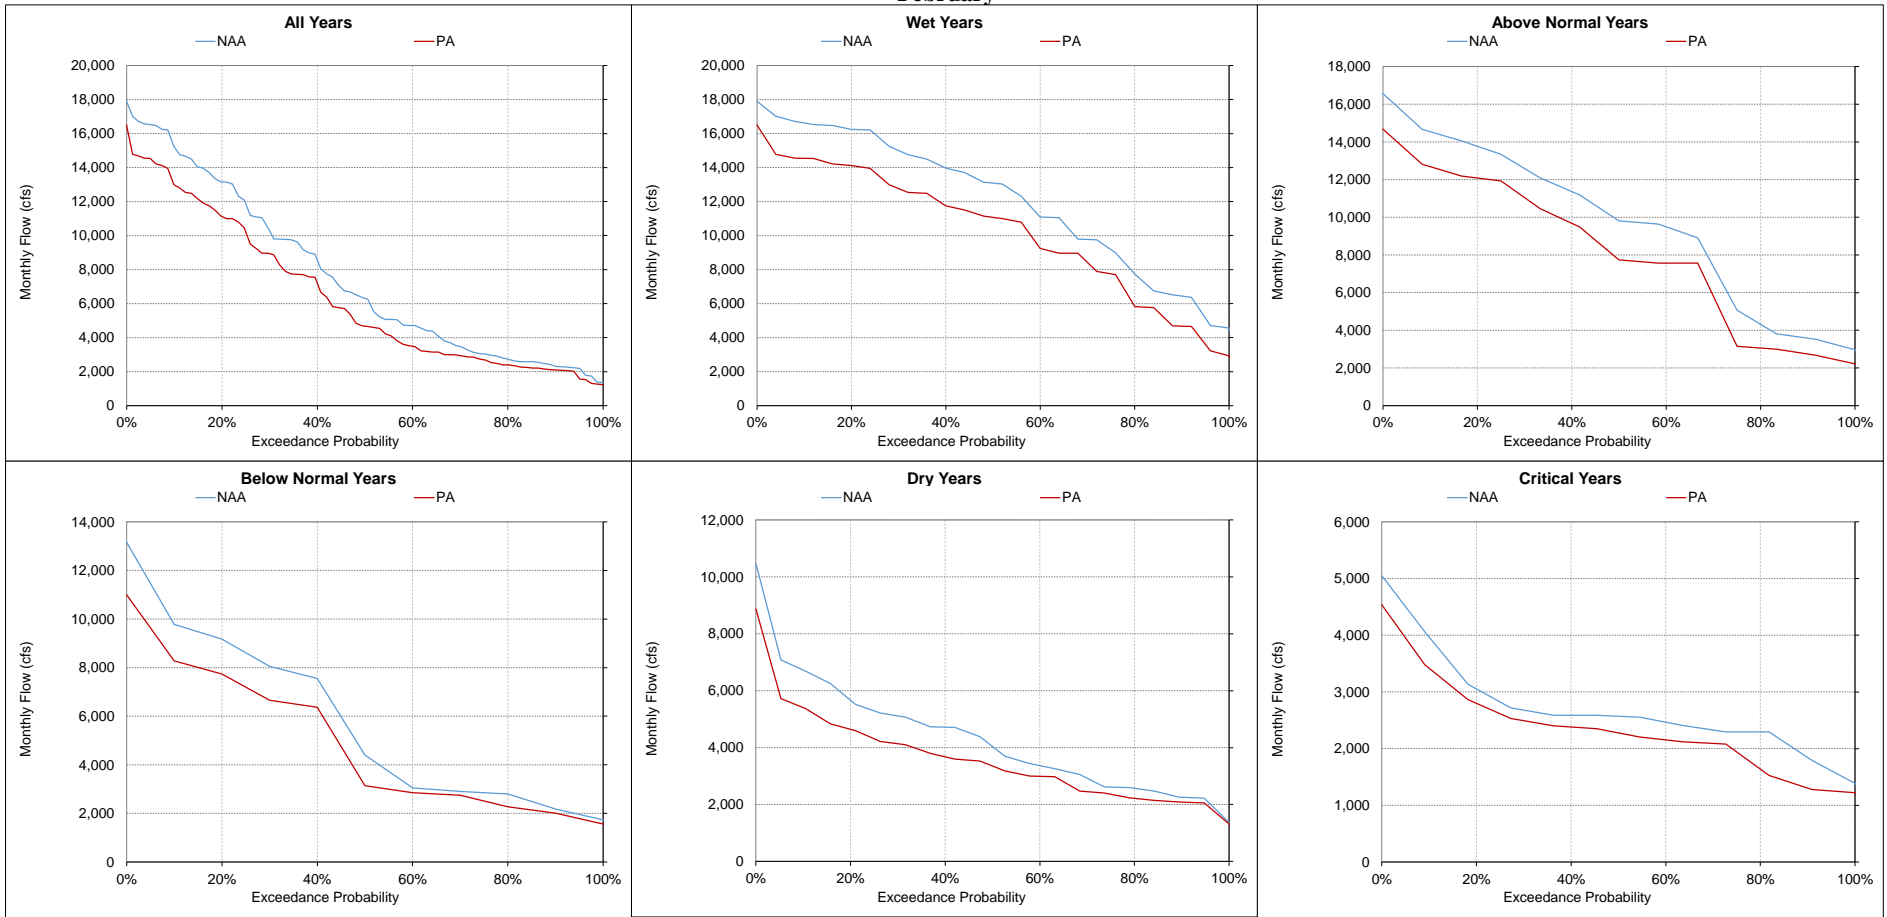 February
All Years
NAA PA
20,000
18,000
16,000
14,000
12,000
10,000
8,000
6,000
4,000
2,000
0
Monthly Flow (cfs)
0% 20% 40% 60% 80% 100%
Exceedance Probability
Wet Years
NAA PA
20,000
18,000
16,000
14,000
12,000
10,000
8,000
6,000
4,000
2,000
0
Monthly Flow (cfs)
0% 20% 40% 60% 80% 100%
Exceedance Probability
Above Normal Years
NAA PA
18,000
16,000
14,000
12,000
10,000
8,000
6,000
4,000
2,000
0
Monthly Flow (cfs)
0% 20% 40% 60% 80% 100%
Exceedance Probability
Below Normal Years
NAA PA
14,000
12,000
10,000
8,000
6,000
4,000
2,000
0
Monthly Flow (cfs)
0% 20% 40% 60% 80% 100%
Exceedance Probability
Dry Years
NAA PA
12,000
10,000
8,000
6,000
4,000
2,000
0
Monthly Flow (cfs)
0% 20% 40% 60% 80% 100%
Exceedance Probability
Critical Years
NAA PA
6,000
5,000
4,000
3,000
2,000
1,000
0
Monthly Flow (cfs)
0% 20% 40% 60% 80% 100%
Exceedance Probability